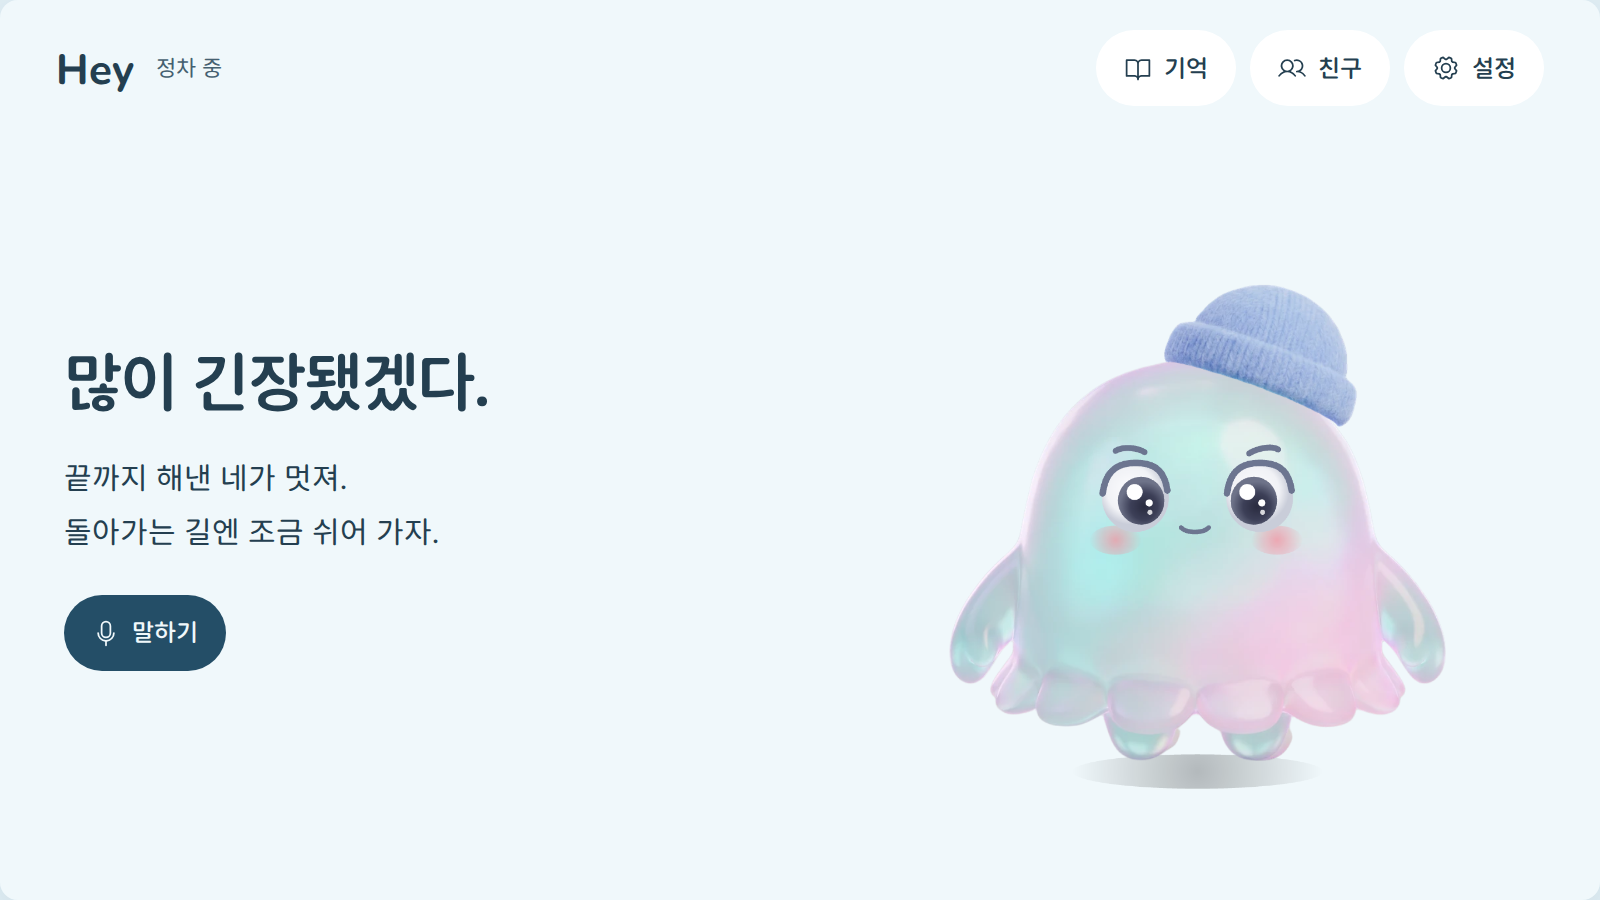 Hey 정차 중
기억 친구 설정
많이 긴장됐겠다.
끝까지 해낸 네가 멋져.
돌아가는 길엔 조금 쉬어 가자.
말하기